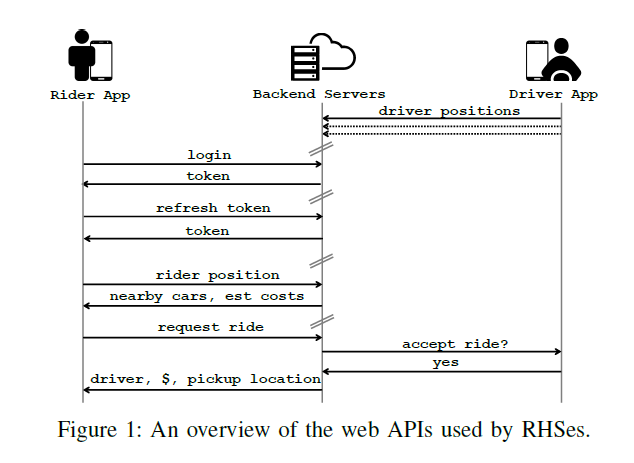 Rider App
Backend Servers
Driver App
driver positions
login
token
refresh token
token
rider position
nearby cars, est costs
request ride
accept ride?
yes
driver, $, pickup location
Figure 1: An overview of the web APIs used by RHSes.